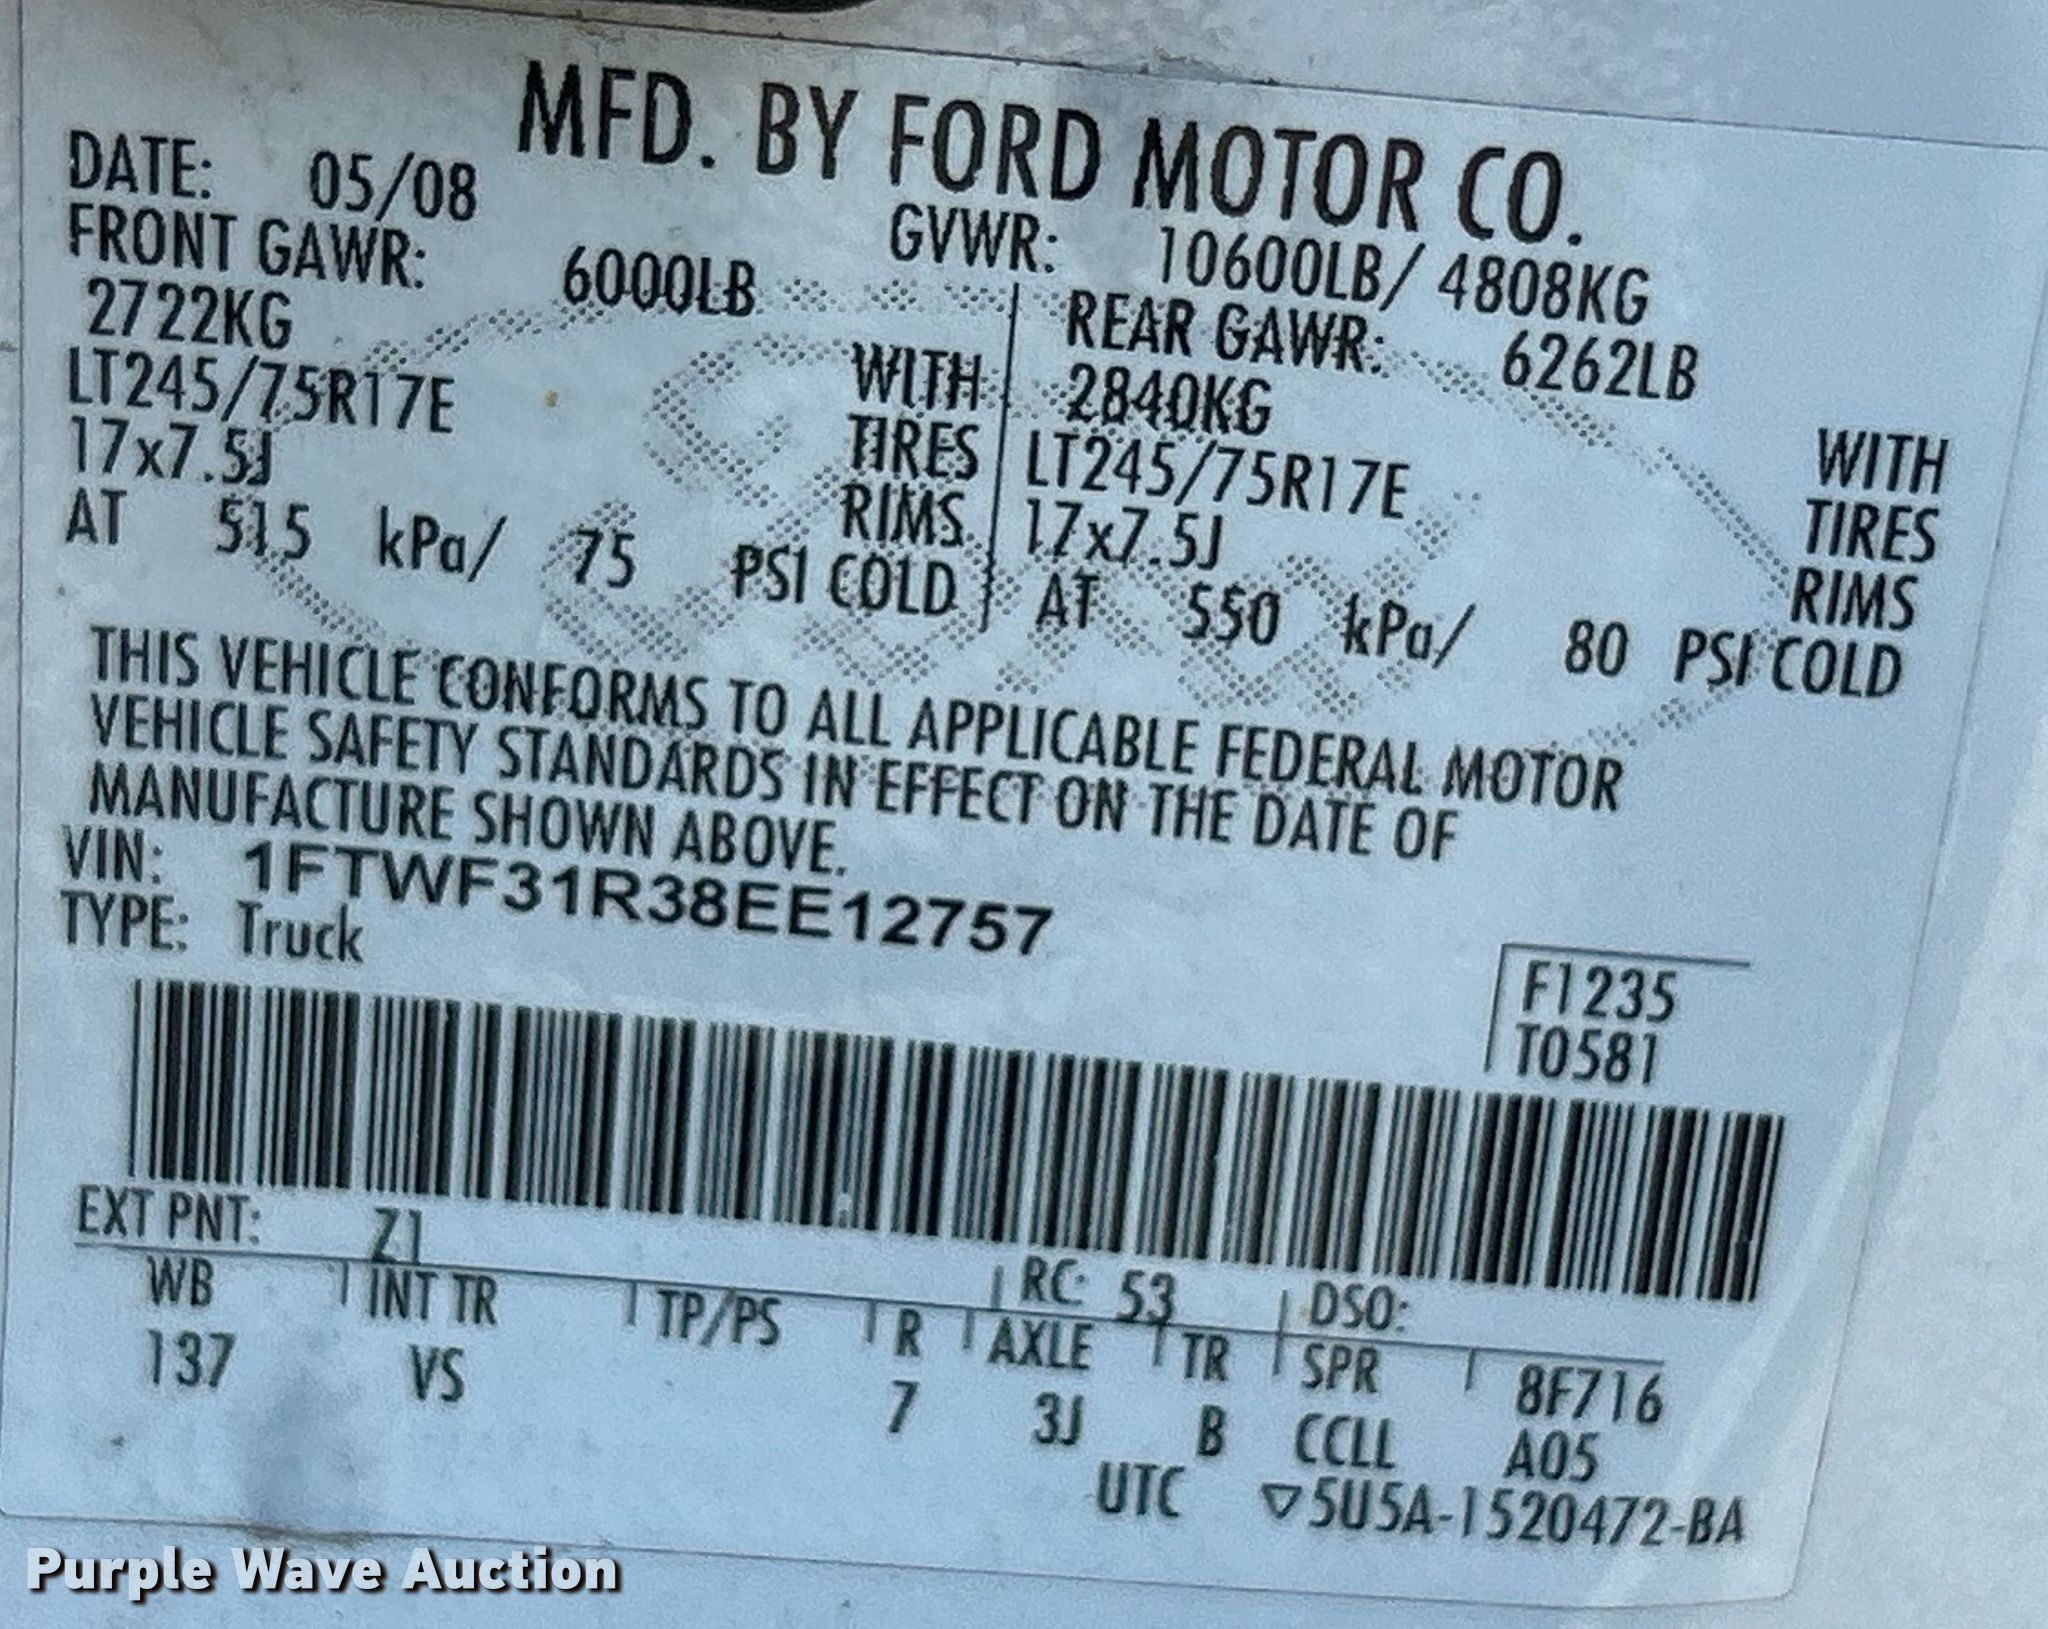 MFD. BY FORD MOTOR CO.
DATE: 05/08 GVWR: 10600LB/ 4808KG
FRONT GAWR: 6000LB
2722KG WITH
LT245/75R17E TIRES
17x7.5J RIMS
AT 515 kPa/ 75 PSI COLD
REAR GAWR: 6262LB
2840KG WITH
LT245/75R17E TIRES
17x7.5J RIMS
AT 550 kPa/ 80 PSI COLD
THIS VEHICLE CONFORMS TO ALL APPLICABLE FEDERAL MOTOR
VEHICLE SAFETY STANDARDS IN EFFECT ON THE DATE OF
MANUFACTURE SHOWN ABOVE.
VIN: 1FTWF31R38EE12757
TYPE: Truck
F1235
T0581
EXT PNT: Z1 RC: 53 DSO:
WB INT TR TP/PS R AXLE TR SPR 8F716
137 VS 7 3J B CCLL A05
UTC ▽5U5A-1520472-BA
Purple Wave Auction